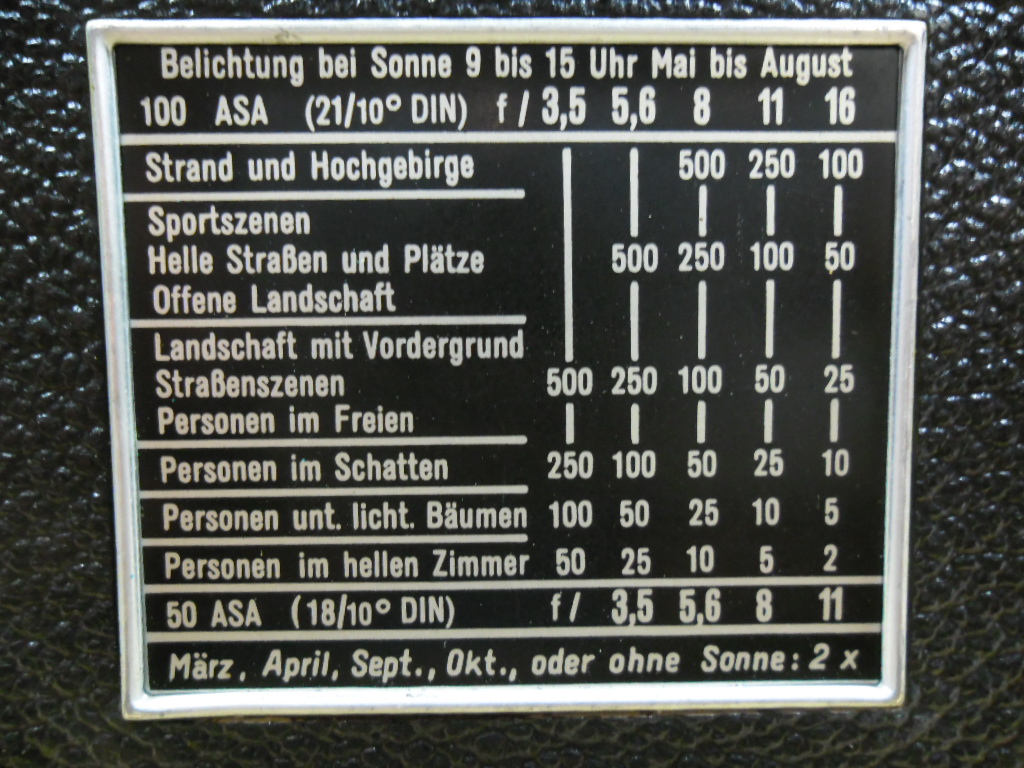 Belichtung bei Sonne 9 bis 15 Uhr Mai bis August
100 ASA (21/10° DIN) f/ 3,5 5,6 8 11 16
Strand und Hochgebirge 500 250 100
Sportszenen
Helle Straßen und Plätze 500 250 100 50
Offene Landschaft
Landschaft mit Vordergrund
Straßenszenen 500 250 100 50 25
Personen im Freien
Personen im Schatten 250 100 50 25 10
Personen unt. licht. Bäumen 100 50 25 10 5
Personen im hellen Zimmer 50 25 10 5 2
50 ASA (18/10° DIN) f/ 3,5 5,6 8 11
März, April, Sept., Okt., oder ohne Sonne: 2 x